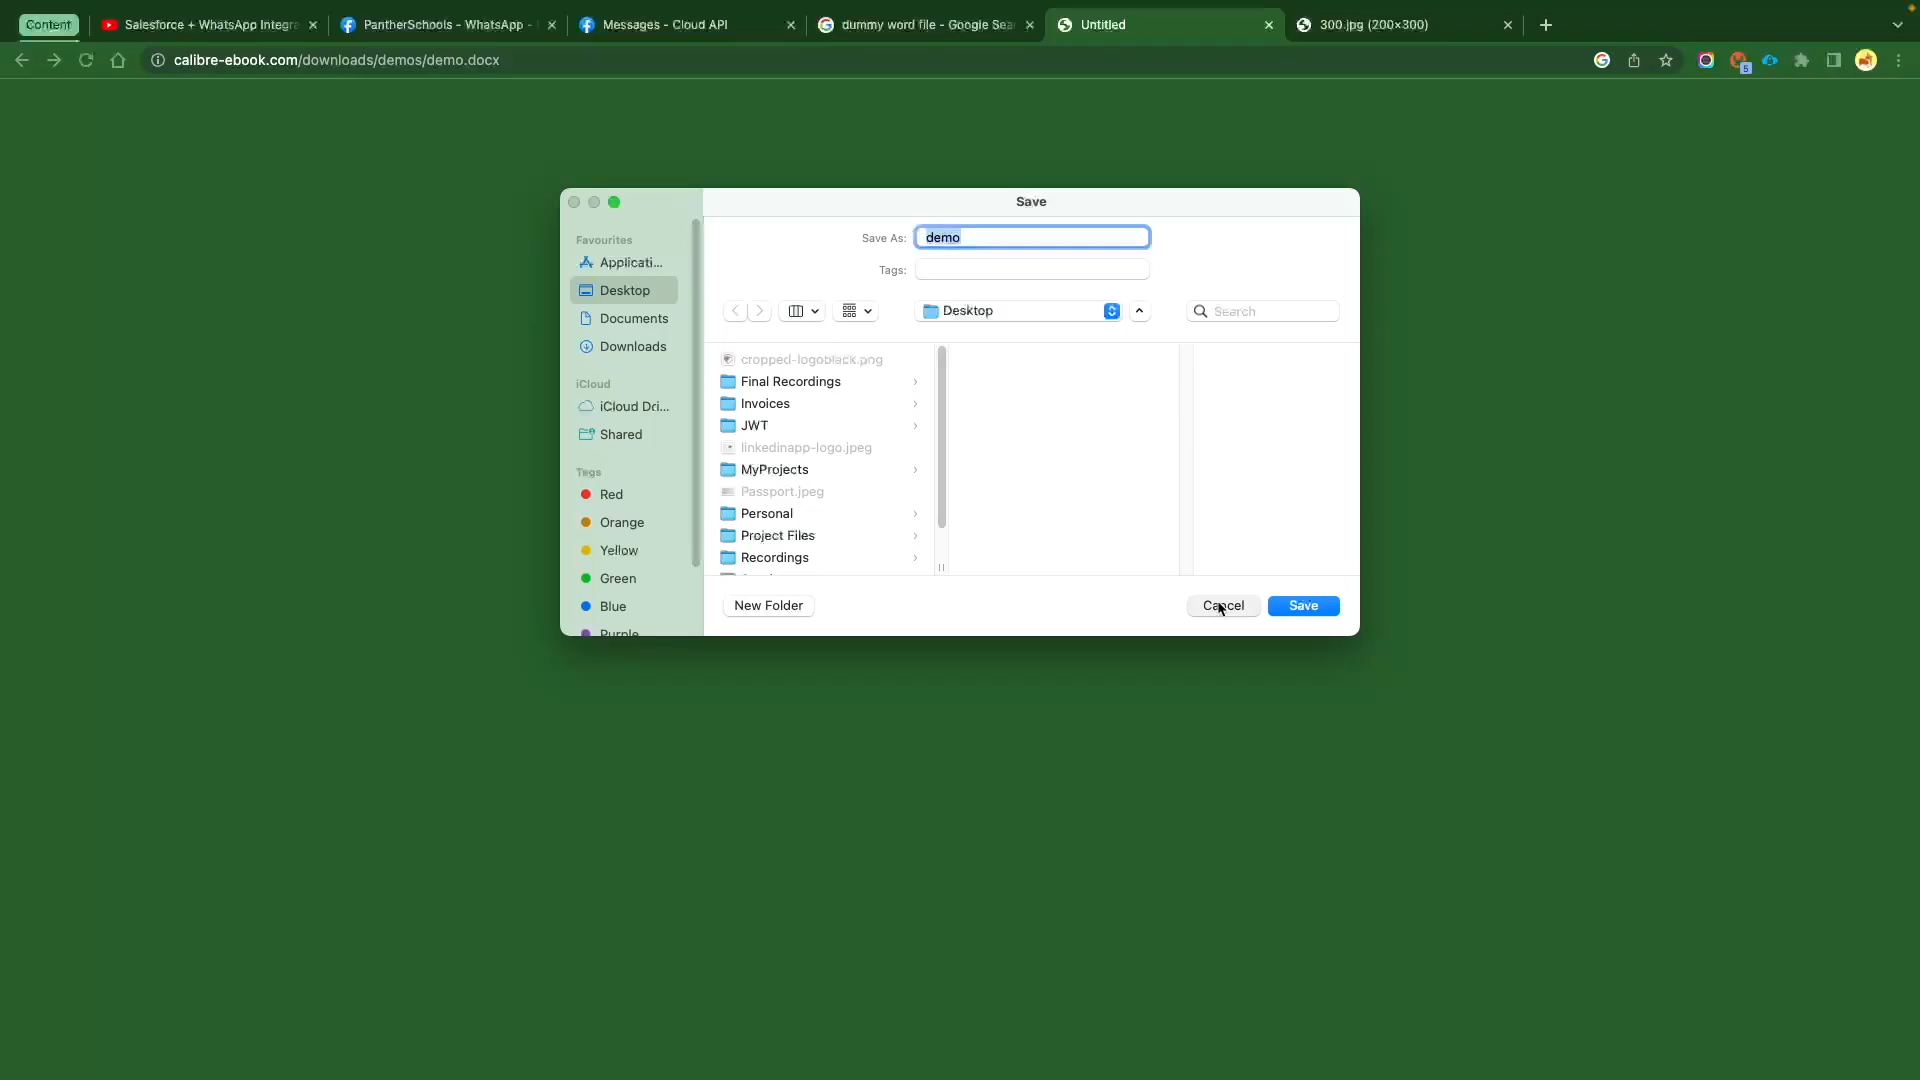 Content
Salesforce + WhatsApp Integra
PantherSchools - WhatsApp -
Messages - Cloud API
dummy word file - Google Sea
Untitled
300.jpg (200×300)
calibre-ebook.com/downloads/demos/demo.docx
5
Save
Save As:
demo
Tags:
Desktop
Search
Favourites
Applicati...
Desktop
Documents
Downloads
iCloud
iCloud Dri...
Shared
Tags
Red
Orange
Yellow
Green
Blue
Purple
cropped-logoblack.png
Final Recordings
Invoices
JWT
linkedinapp-logo.jpeg
MyProjects
Passport.jpeg
Personal
Project Files
Recordings
New Folder
Cancel
Save